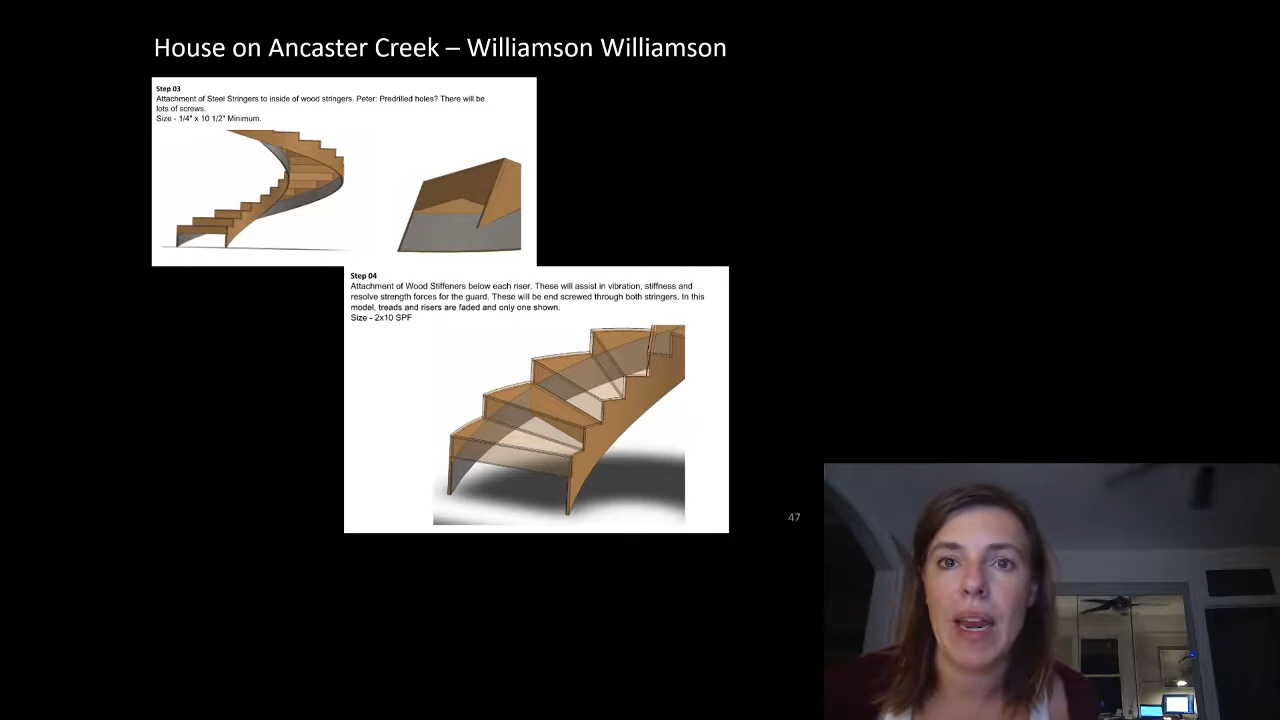 House on Ancaster Creek – Williamson Williamson
Step 03
Attachment of Steel Stringers to inside of wood stringers. Peter: Predrilled holes? There will be
lots of screws.
Size - 1/4" x 10 1/2" Minimum.
Step 04
Attachment of Wood Stiffeners below each riser. These will assist in vibration, stiffness and
resolve strength forces for the guard. These will be end screwed through both stringers. In this
model, treads and risers are faded and only one shown.
Size - 2x10 SPF
47